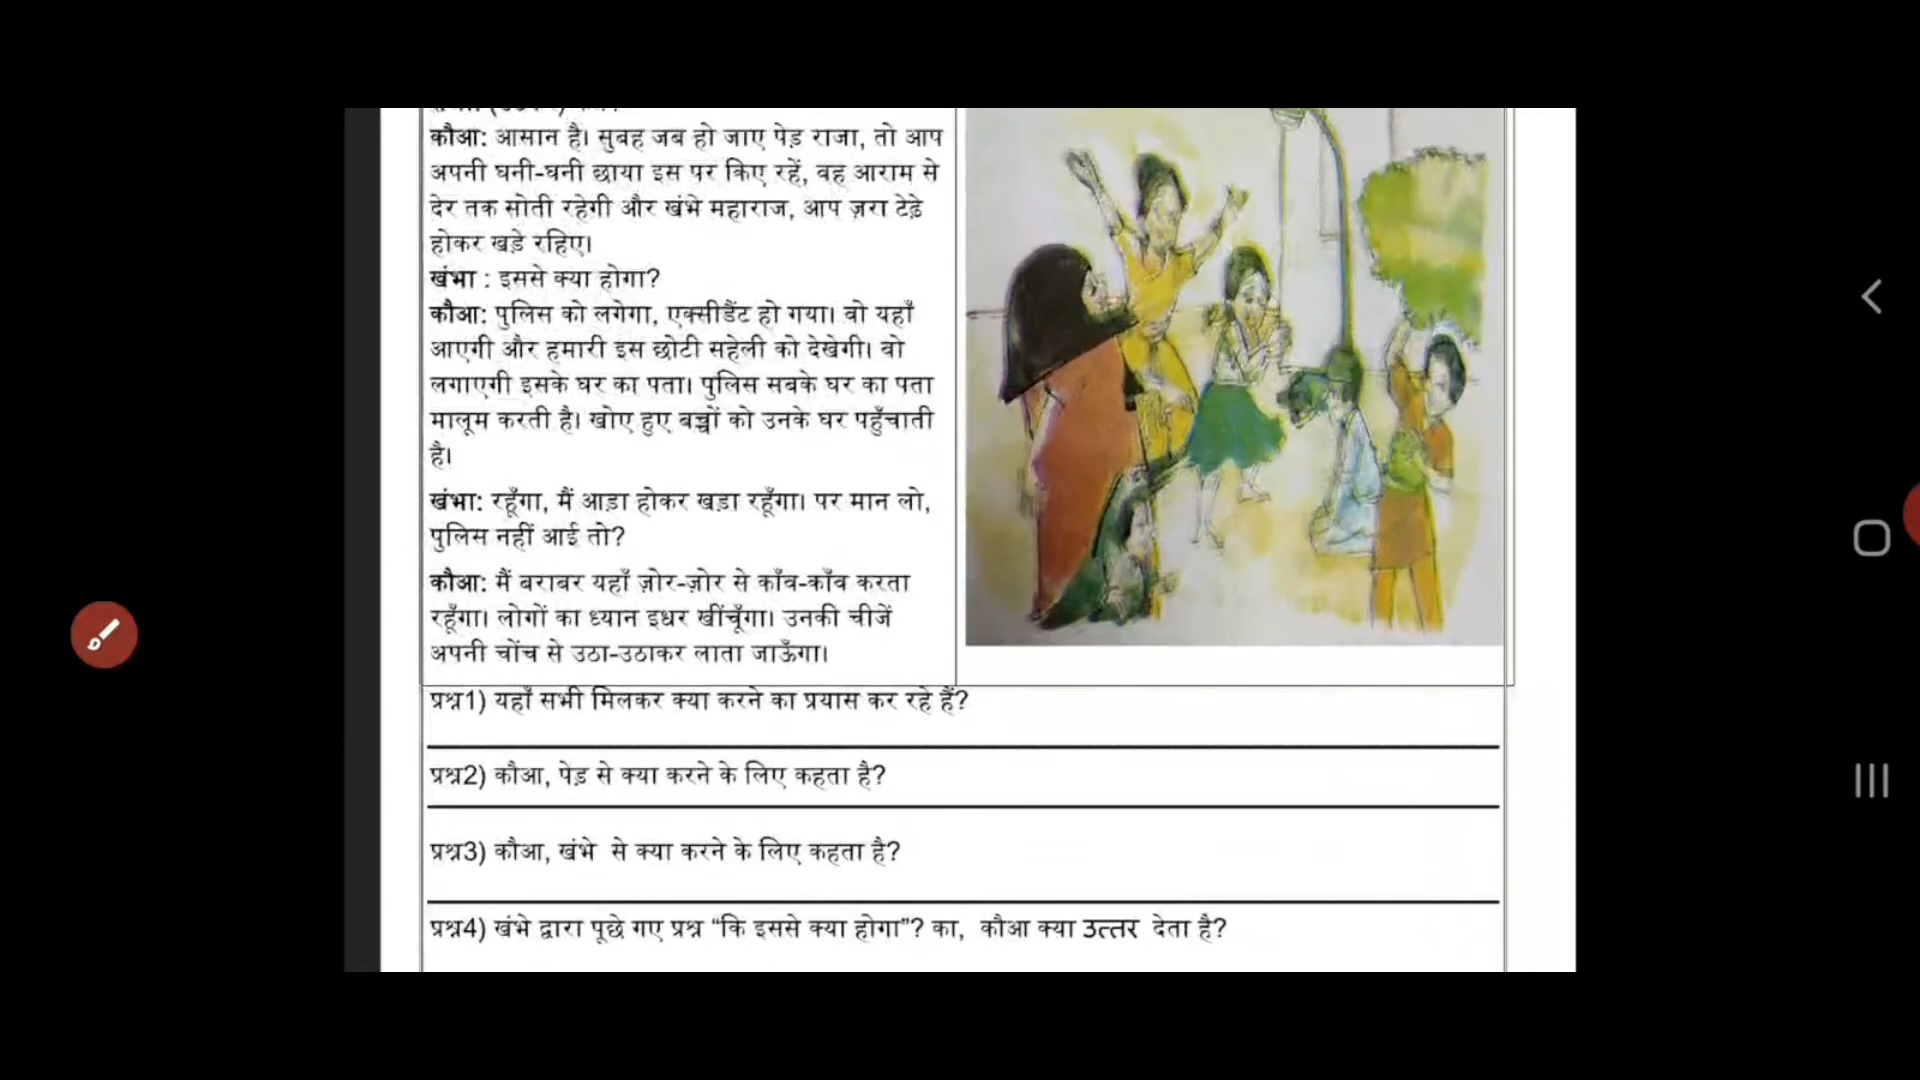 कौआ: आसान है। सुबह जब हो जाए पेड़ राजा, तो आप
अपनी घनी-घनी छाया इस पर किए रहें, वह आराम से
देर तक सोती रहेगी और खंभे महाराज, आप ज़रा टेढ़े
होकर खड़े रहिए।
खंभा : इससे क्या होगा?
कौआ: पुलिस को लगेगा, एक्सीडैंट हो गया। वो यहाँ
आएगी और हमारी इस छोटी सहेली को देखेगी। वो
लगाएगी इसके घर का पता। पुलिस सबके घर का पता
मालूम करती है। खोए हुए बच्चों को उनके घर पहुँचाती
है।
खंभा: रहूँगा, मैं आड़ा होकर खड़ा रहूँगा। पर मान लो,
पुलिस नहीं आई तो?
कौआ: मैं बराबर यहाँ ज़ोर-ज़ोर से काँव-काँव करता
रहूँगा। लोगों का ध्यान इधर खींचूँगा। उनकी चीजें
अपनी चोंच से उठा-उठाकर लाता जाऊँगा।
प्रश्न1) यहाँ सभी मिलकर क्या करने का प्रयास कर रहे हैं?
प्रश्न2) कौआ, पेड़ से क्या करने के लिए कहता है?
प्रश्न3) कौआ, खंभे से क्या करने के लिए कहता है?
प्रश्न4) खंभे द्वारा पूछे गए प्रश्न “कि इससे क्या होगा”? का, कौआ क्या उत्तर देता है?